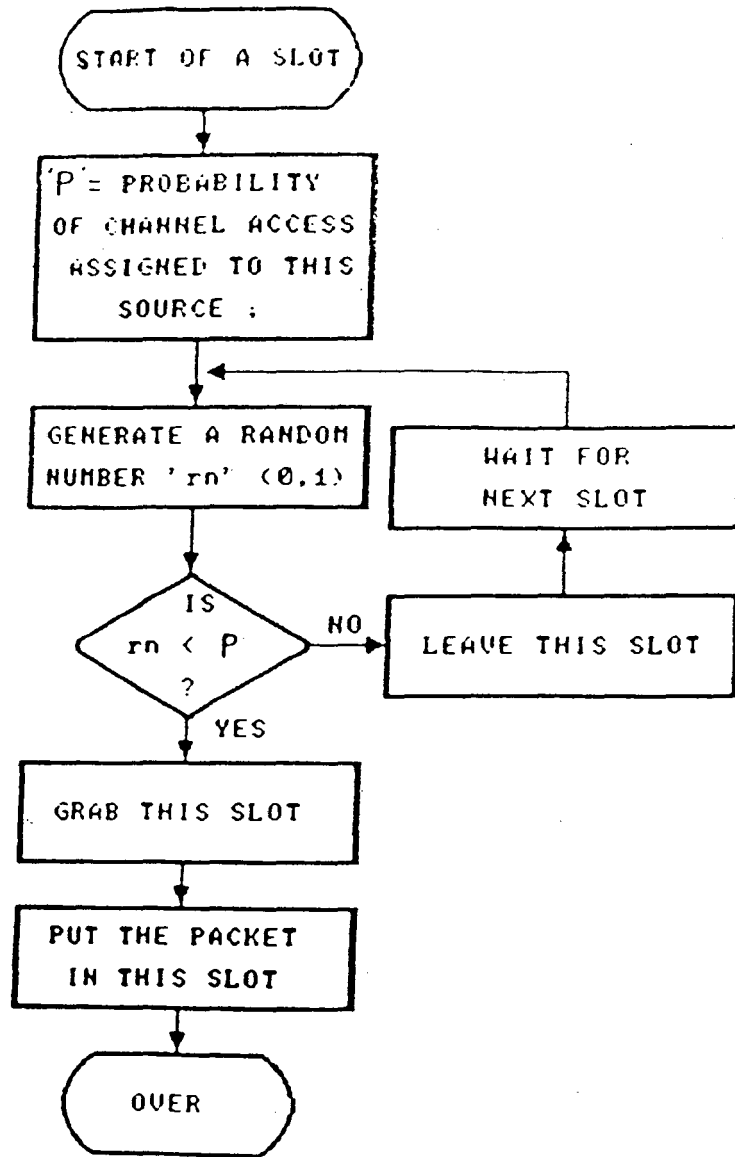 START OF A SLOT
'P' = PROBABILITY
OF CHANNEL ACCESS
ASSIGNED TO THIS
SOURCE ;
GENERATE A RANDOM
NUMBER 'rn' (0,1)
WAIT FOR
NEXT SLOT
IS
rn < P
?
NO
LEAVE THIS SLOT
YES
GRAB THIS SLOT
PUT THE PACKET
IN THIS SLOT
OVER